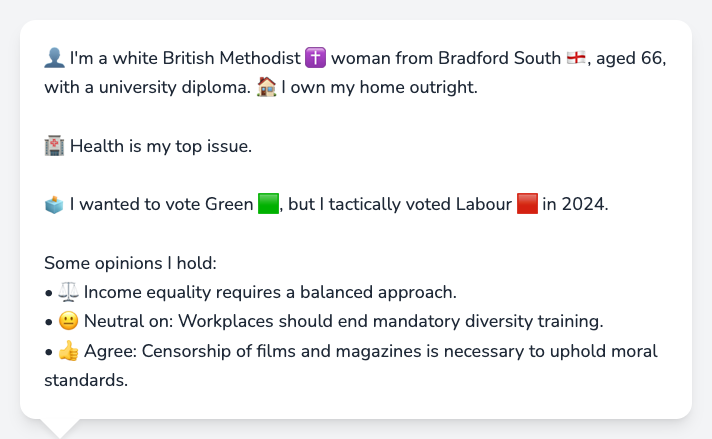 👤 I'm a white British Methodist ✝️ woman from Bradford South 🏴󠁧󠁢󠁥󠁮󠁧󠁿, aged 66,
with a university diploma. 🏠 I own my home outright.
🏥 Health is my top issue.
🗳️ I wanted to vote Green 🟩, but I tactically voted Labour 🟥 in 2024.
Some opinions I hold:
• ⚖️ Income equality requires a balanced approach.
• 😐 Neutral on: Workplaces should end mandatory diversity training.
• 👍 Agree: Censorship of films and magazines is necessary to uphold moral
standards.